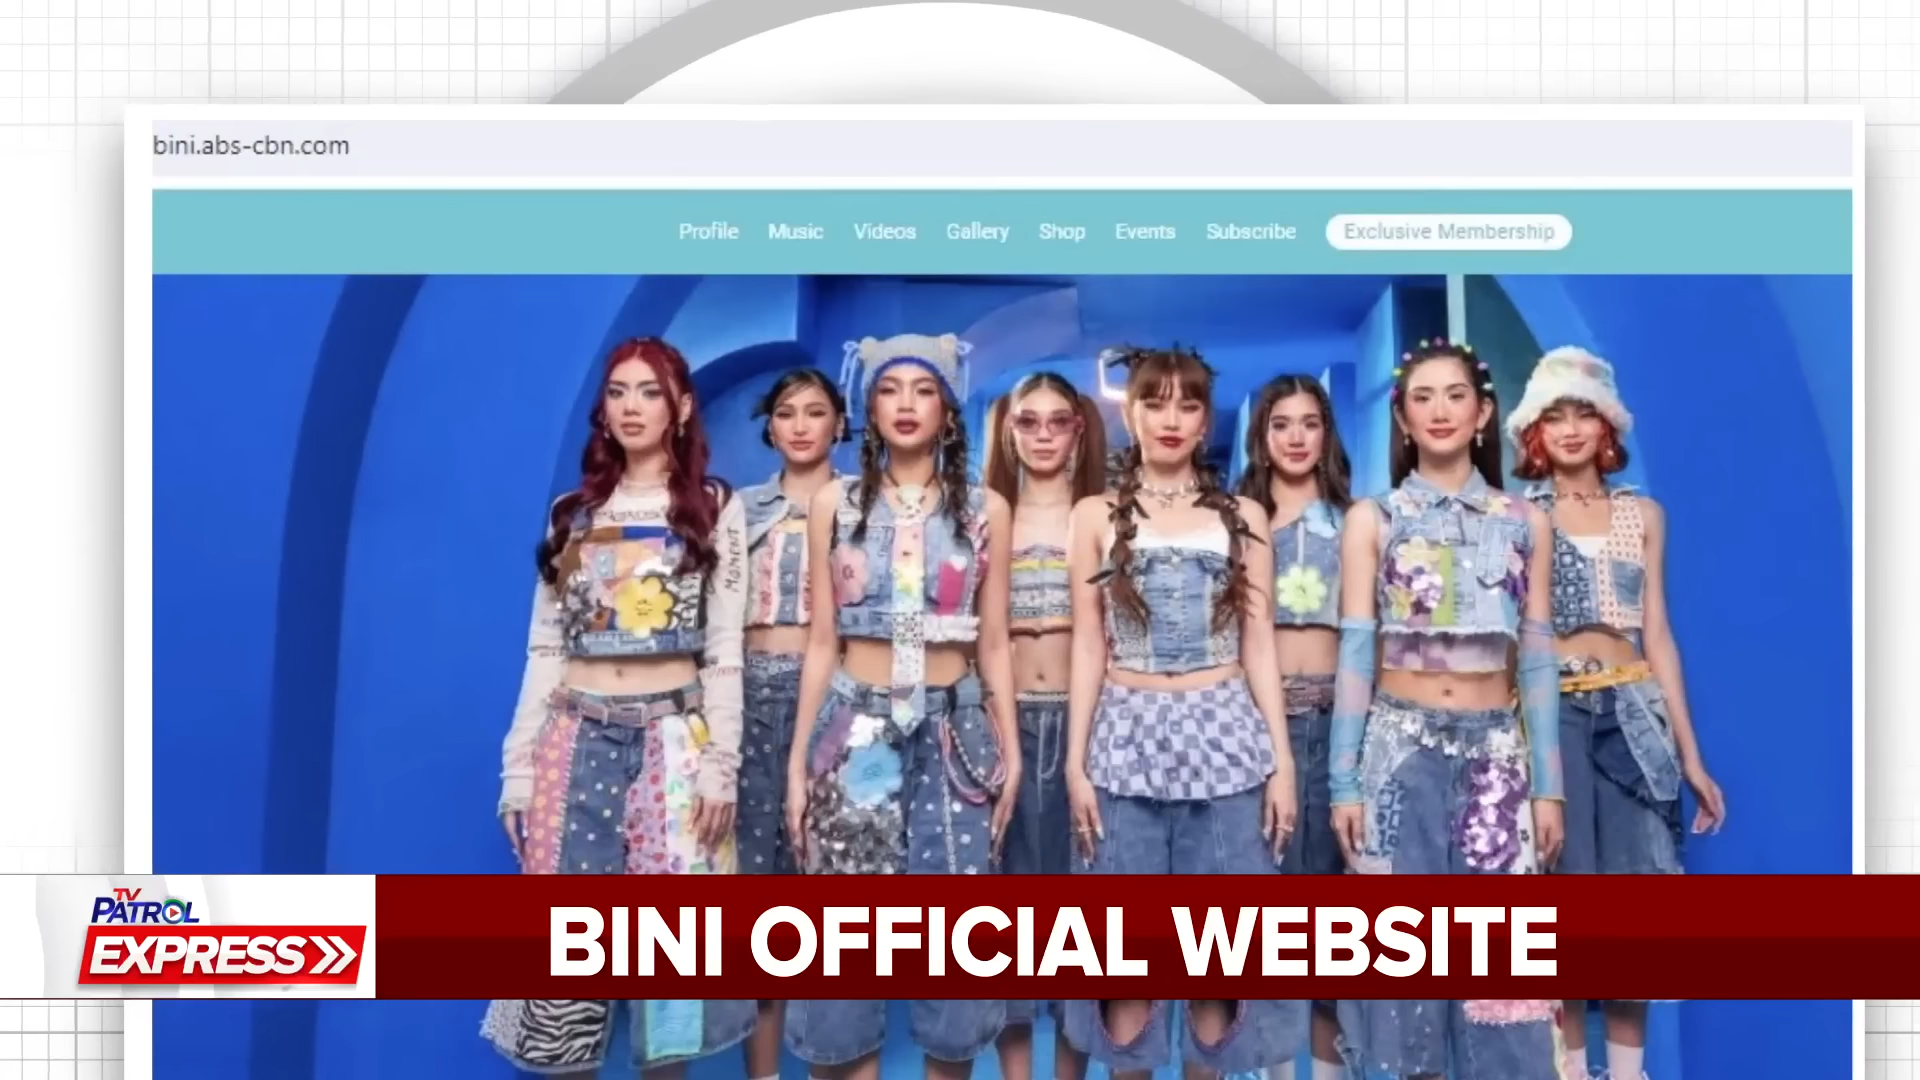 bini.abs-cbn.com
Profile Music Videos Gallery Shop Events Subscribe Exclusive Membership
MOMENT
TV
PATROL
EXPRESS
BINI OFFICIAL WEBSITE